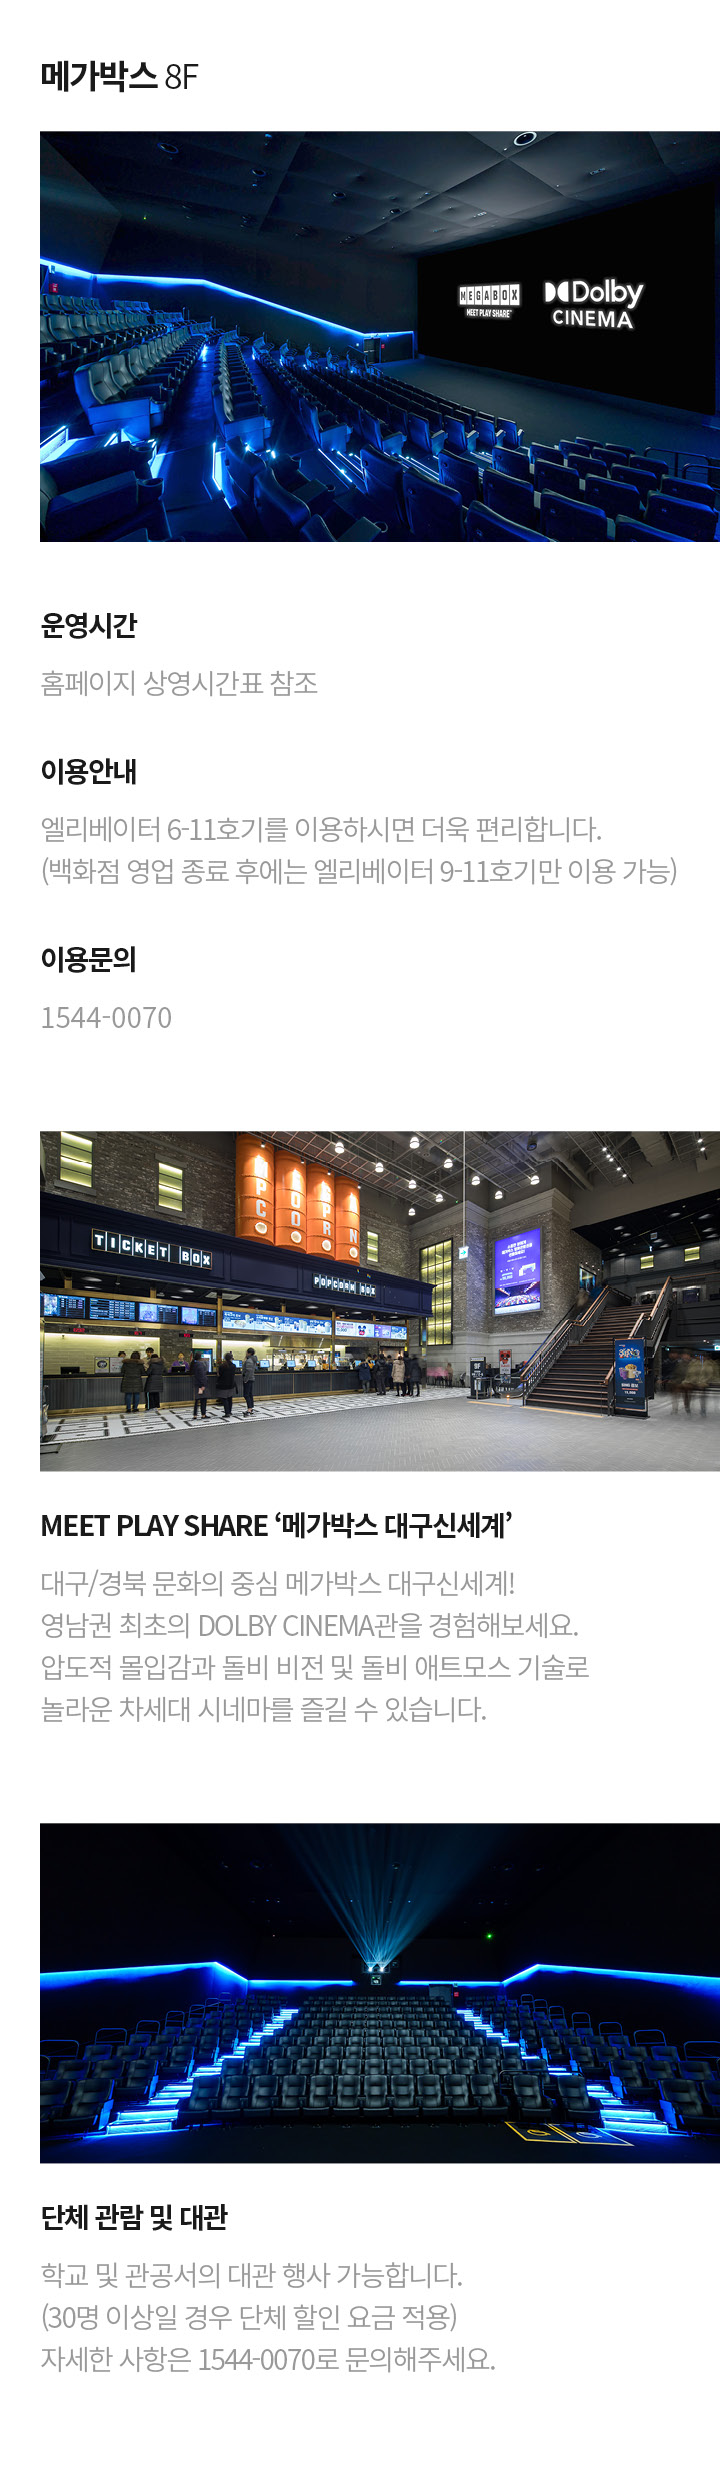 메가박스 8F
MEGABOX
MEET PLAY SHARE
Dolby
CINEMA
운영시간
홈페이지 상영시간표 참조
이용안내
엘리베이터 6-11호기를 이용하시면 더욱 편리합니다.
(백화점 영업 종료 후에는 엘리베이터 9-11호기만 이용 가능)
이용문의
1544-0070
TICKET BOX
POPCORN BOX
MEET PLAY SHARE ‘메가박스 대구신세계’
대구/경북 문화의 중심 메가박스 대구신세계!
영남권 최초의 DOLBY CINEMA관을 경험해보세요.
압도적 몰입감과 돌비 비전 및 돌비 애트모스 기술로
놀라운 차세대 시네마를 즐길 수 있습니다.
단체 관람 및 대관
학교 및 관공서의 대관 행사 가능합니다.
(30명 이상일 경우 단체 할인 요금 적용)
자세한 사항은 1544-0070로 문의해주세요.